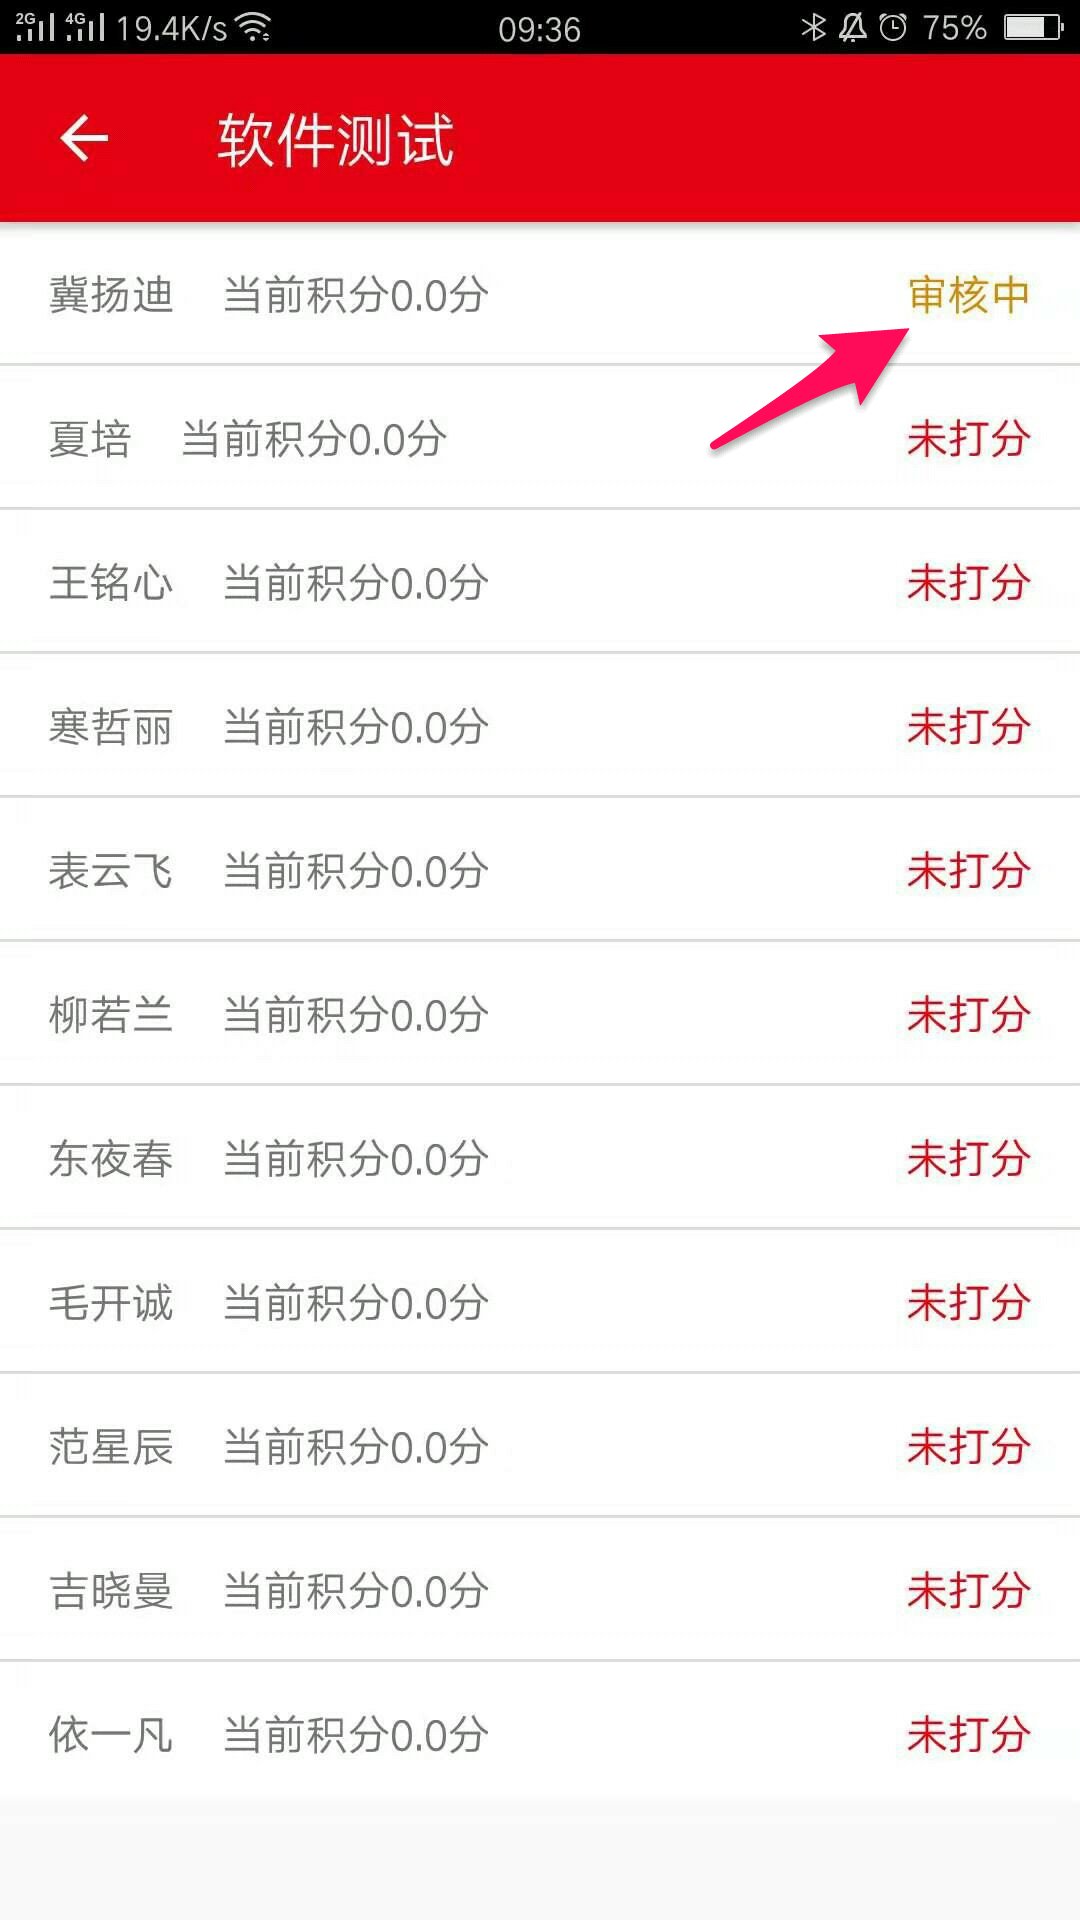 2G 4G 19.4K/s 09:36 75%
软件测试
冀扬迪 当前积分0.0分 审核中
夏培 当前积分0.0分 未打分
王铭心 当前积分0.0分 未打分
寒哲丽 当前积分0.0分 未打分
表云飞 当前积分0.0分 未打分
柳若兰 当前积分0.0分 未打分
东夜春 当前积分0.0分 未打分
毛开诚 当前积分0.0分 未打分
范星辰 当前积分0.0分 未打分
吉晓曼 当前积分0.0分 未打分
依一凡 当前积分0.0分 未打分